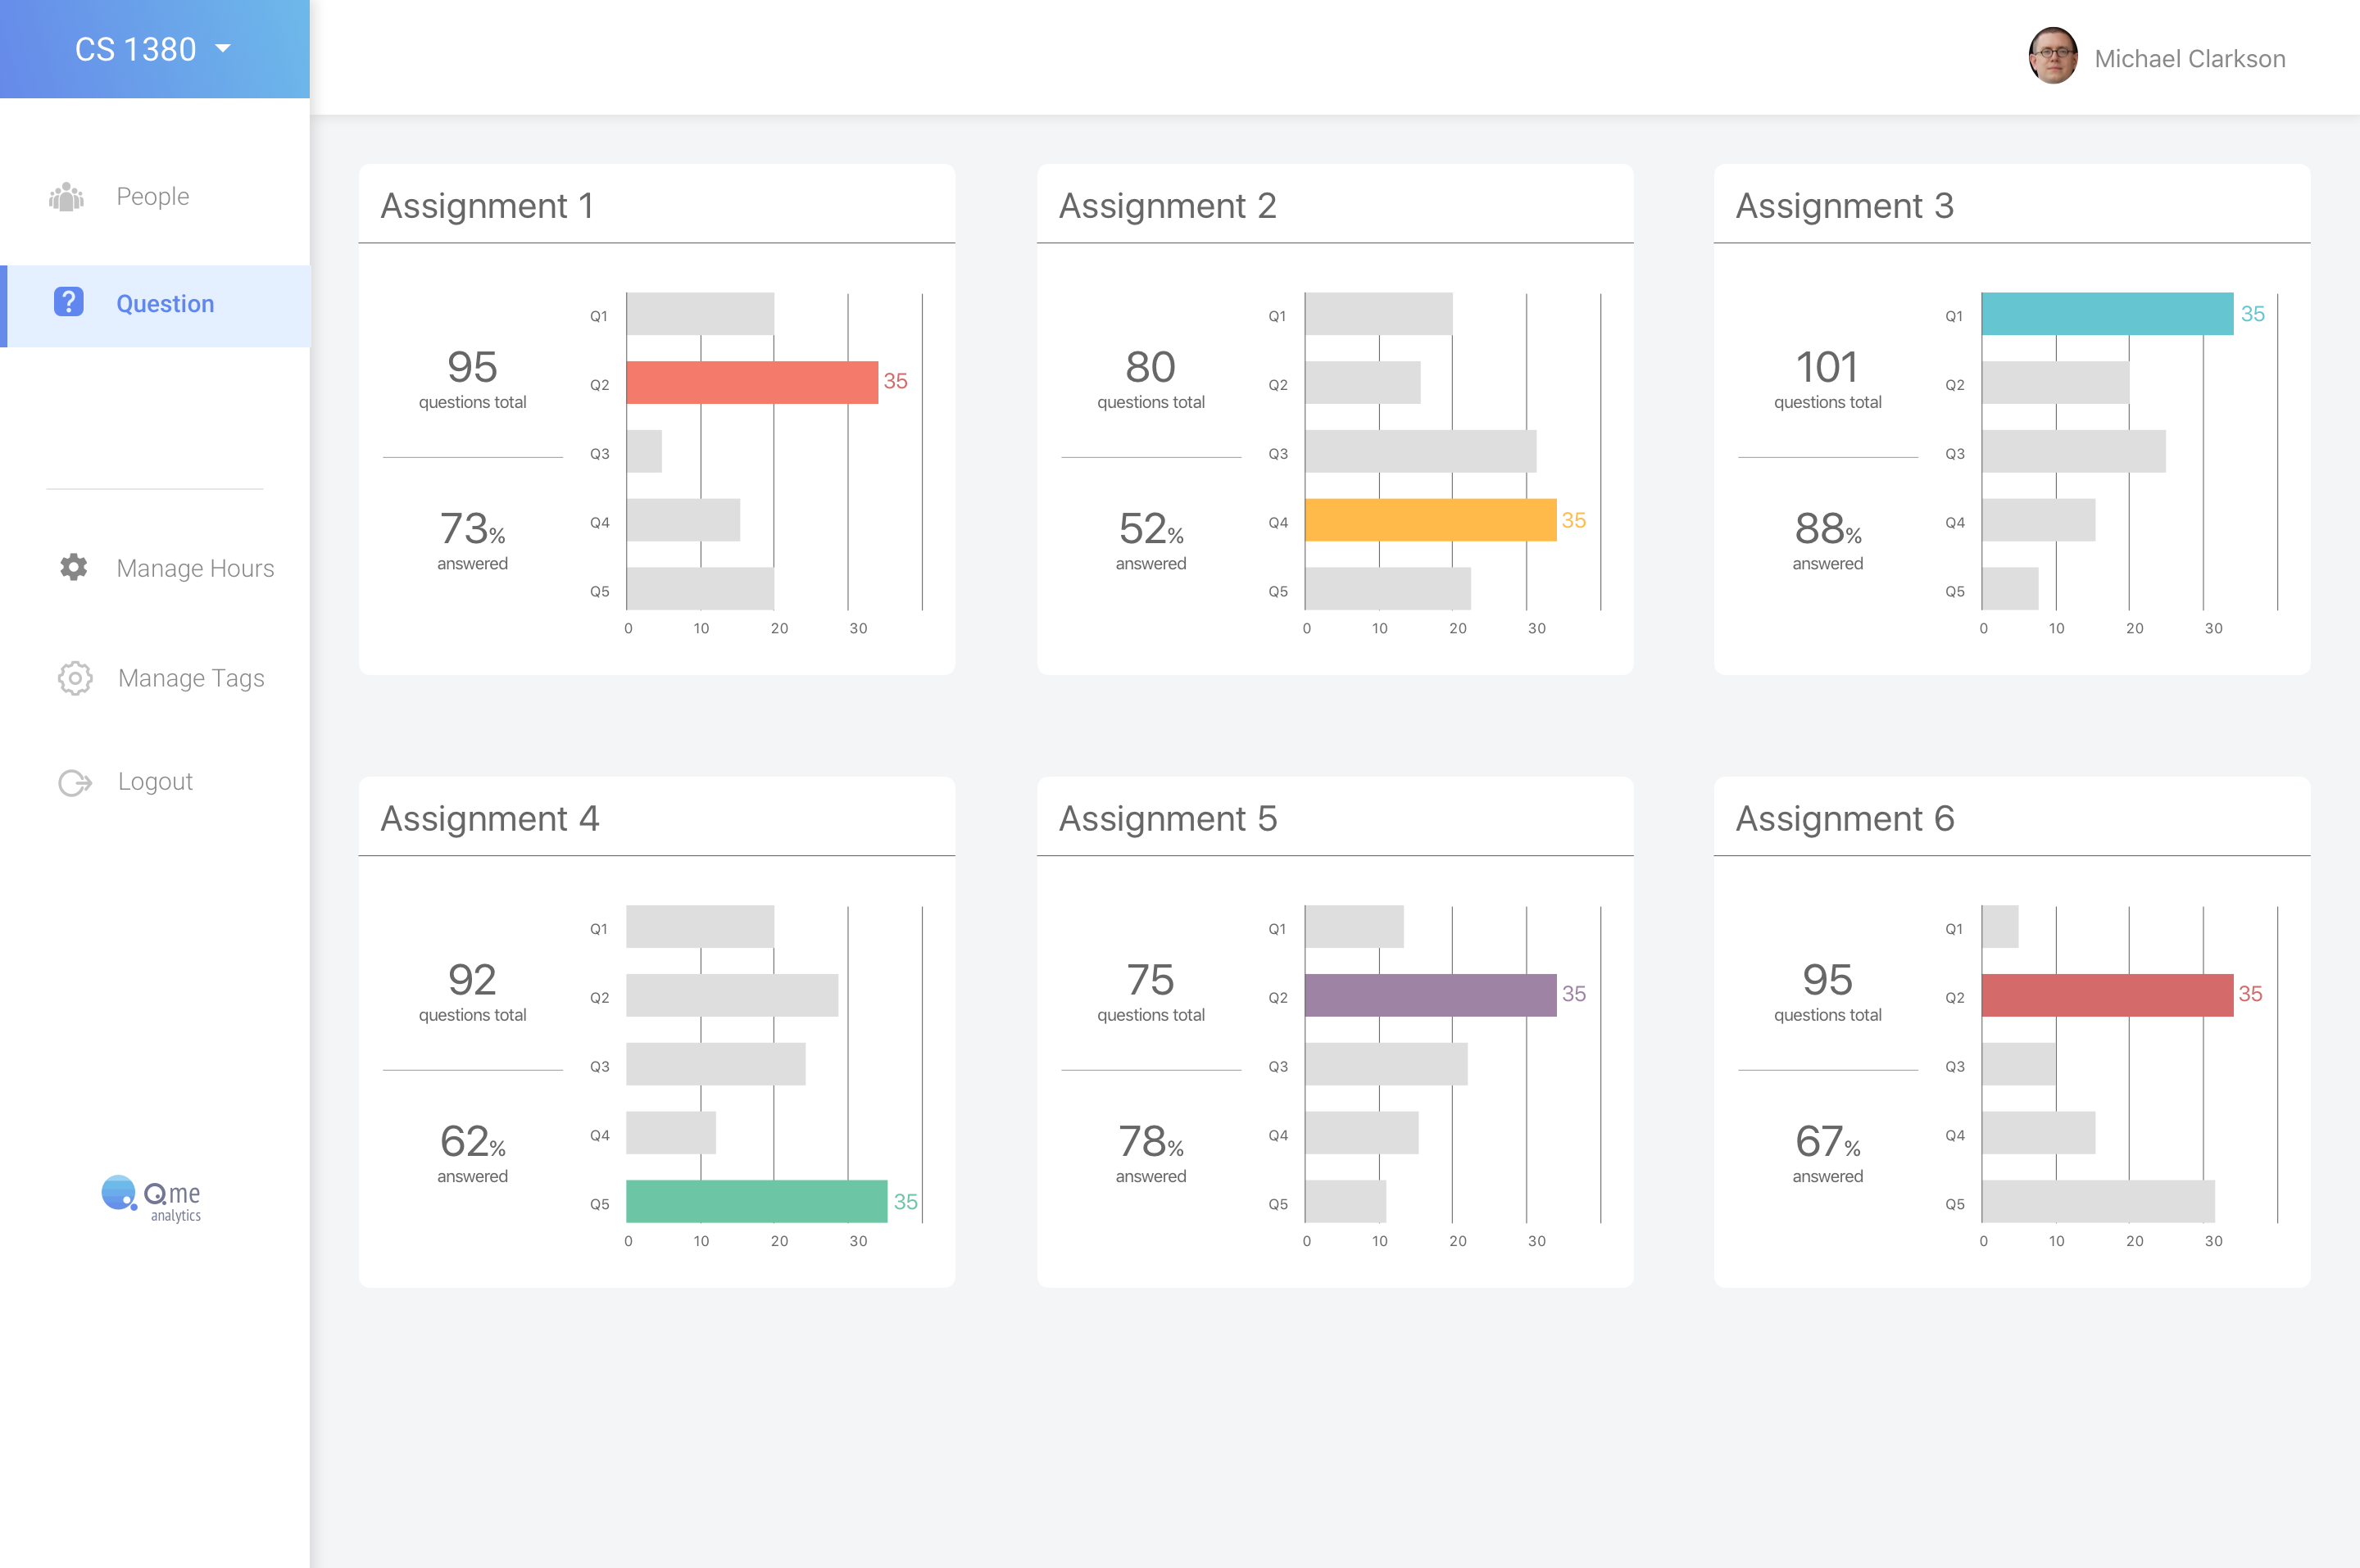 CS 1380
Michael Clarkson
People
Question
Manage Hours
Manage Tags
Logout
Q.me
analytics
Assignment 1
95
questions total
73%
answered
Q1
Q2
35
Q3
Q4
Q5
0 10 20 30
Assignment 2
80
questions total
52%
answered
Q1
Q2
Q3
Q4
35
Q5
0 10 20 30
Assignment 3
101
questions total
88%
answered
Q1
35
Q2
Q3
Q4
Q5
0 10 20 30
Assignment 4
92
questions total
62%
answered
Q1
Q2
Q3
Q4
Q5
35
0 10 20 30
Assignment 5
75
questions total
78%
answered
Q1
Q2
35
Q3
Q4
Q5
0 10 20 30
Assignment 6
95
questions total
67%
answered
Q1
Q2
35
Q3
Q4
Q5
0 10 20 30